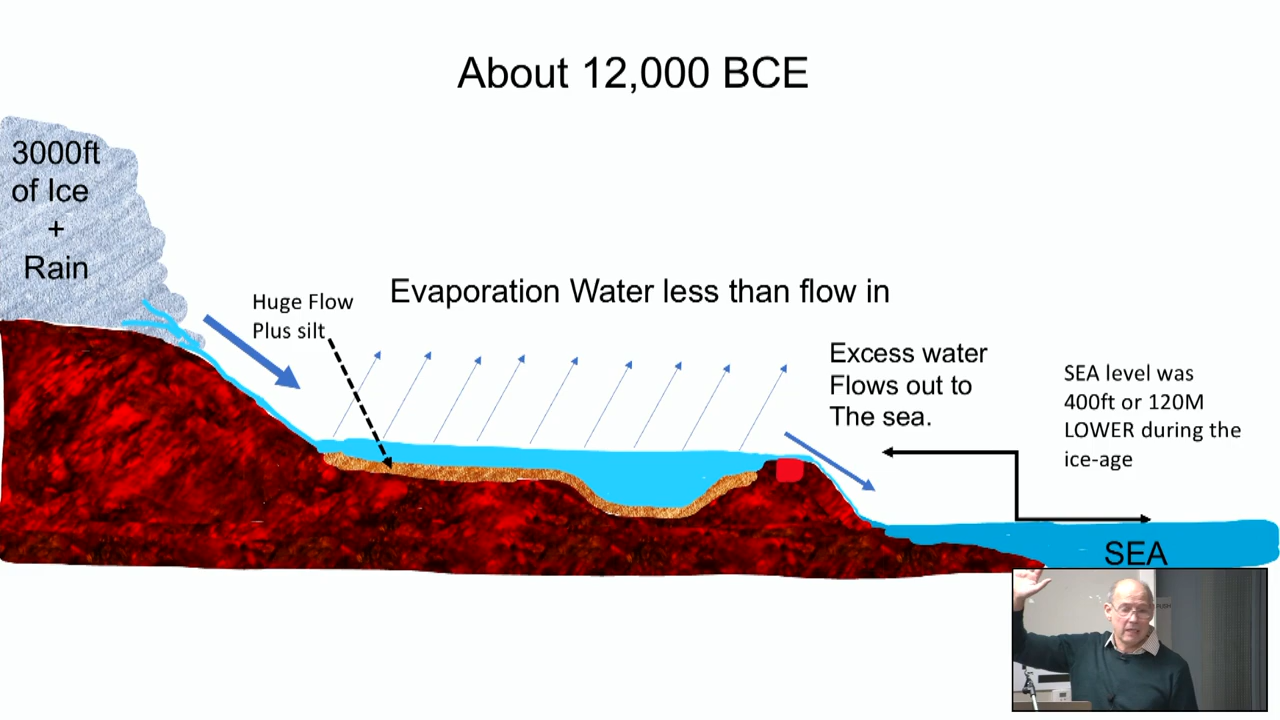 About 12,000 BCE
3000ft
of Ice
+
Rain
Huge Flow
Plus silt
Evaporation Water less than flow in
Excess water
Flows out to
The sea.
SEA level was
400ft or 120M
LOWER during the
ice-age
SEA